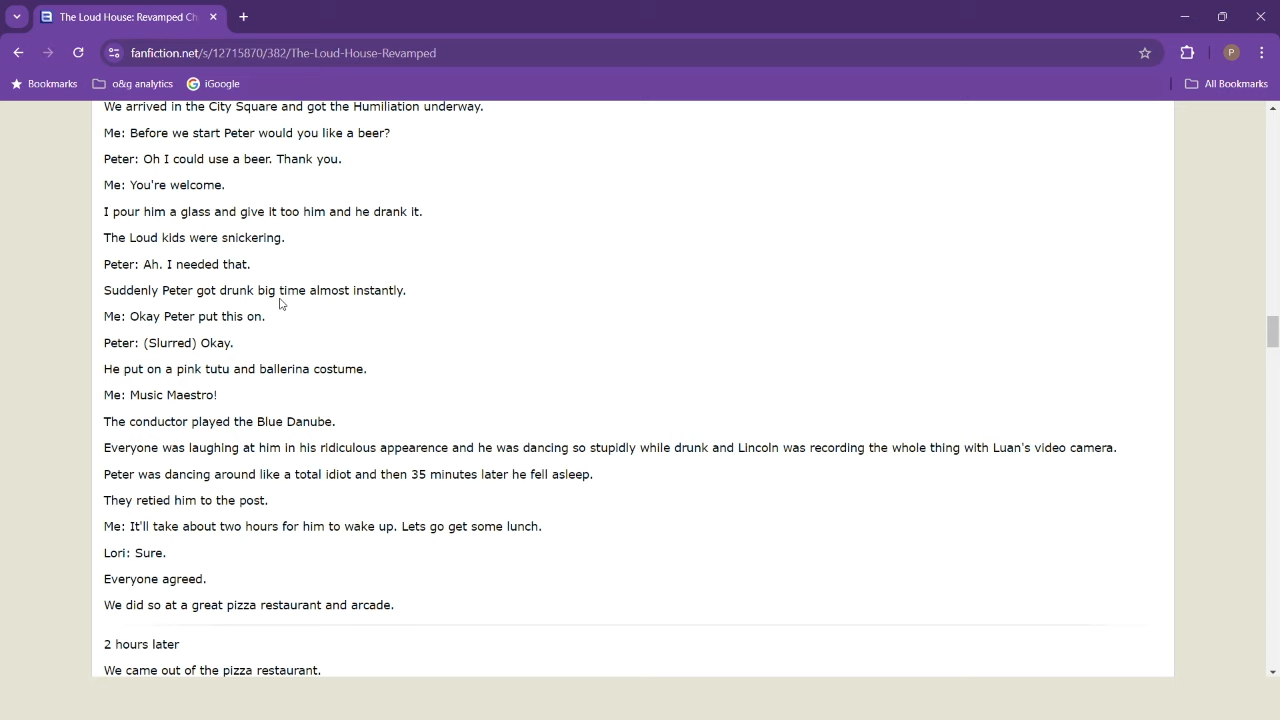 The Loud House: Revamped Ch
fanfiction.net/s/12715870/382/The-Loud-House-Revamped
P
Bookmarks
o&g analytics
iGoogle
All Bookmarks
We arrived in the City Square and got the Humiliation underway.
Me: Before we start Peter would you like a beer?
Peter: Oh I could use a beer. Thank you.
Me: You're welcome.
I pour him a glass and give it too him and he drank it.
The Loud kids were snickering.
Peter: Ah. I needed that.
Suddenly Peter got drunk big time almost instantly.
Me: Okay Peter put this on.
Peter: (Slurred) Okay.
He put on a pink tutu and ballerina costume.
Me: Music Maestro!
The conductor played the Blue Danube.
Everyone was laughing at him in his ridiculous appearence and he was dancing so stupidly while drunk and Lincoln was recording the whole thing with Luan's video camera.
Peter was dancing around like a total idiot and then 35 minutes later he fell asleep.
They retied him to the post.
Me: It'll take about two hours for him to wake up. Lets go get some lunch.
Lori: Sure.
Everyone agreed.
We did so at a great pizza restaurant and arcade.
2 hours later
We came out of the pizza restaurant.